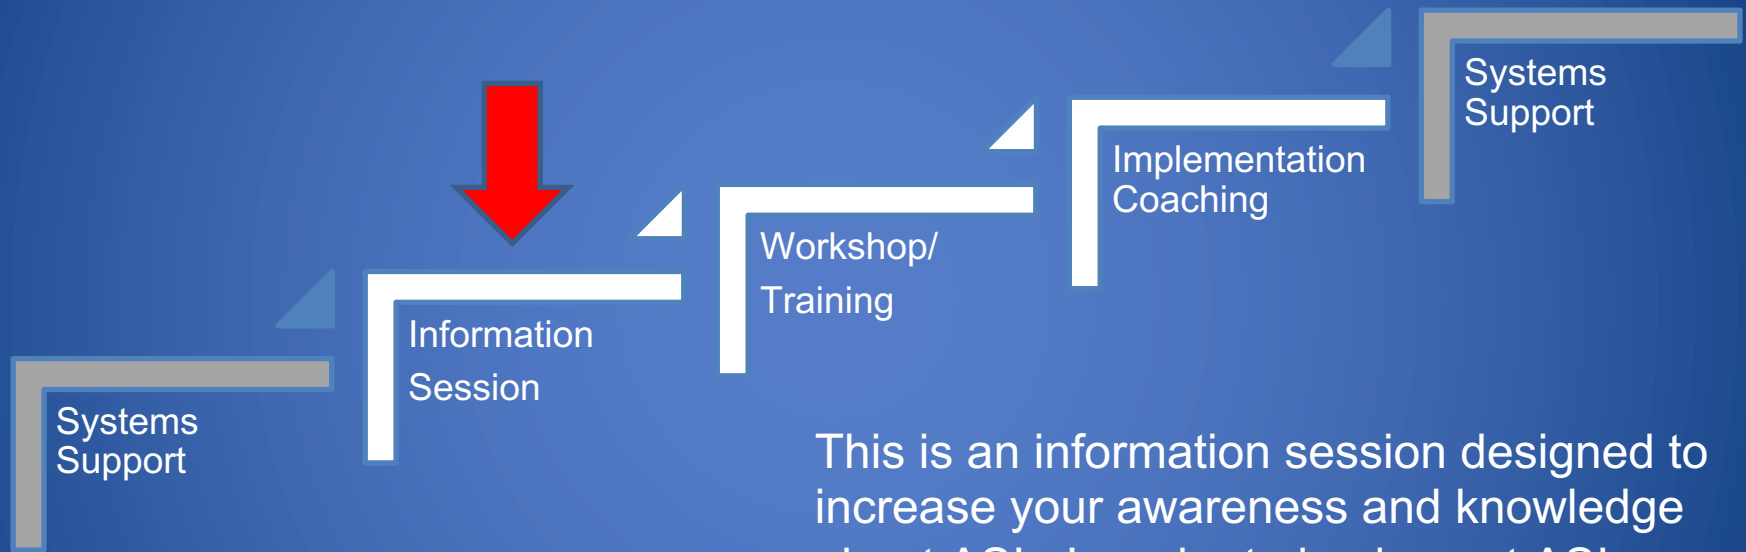 Systems
Support
Information
Session
Workshop/
Training
Implementation
Coaching
Systems
Support
This is an information session designed to
increase your awareness and knowledge